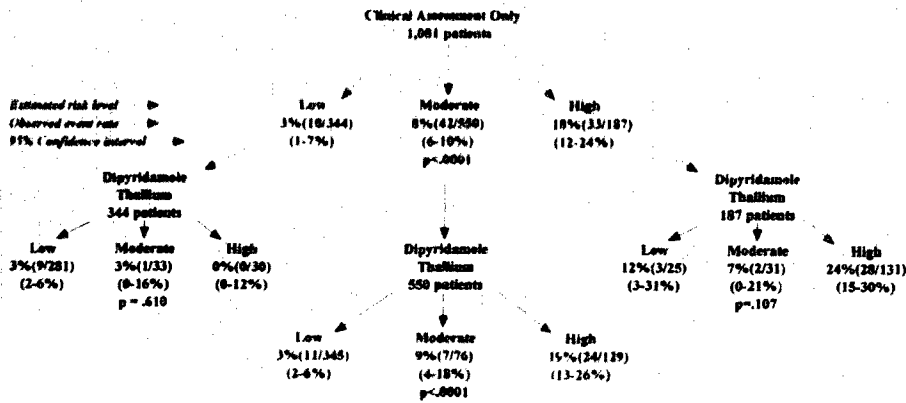 Clinical Assessment Only
1,081 patients
Estimated risk level
Observed event rate
95% Confidence interval
Low
3%(10/344)
(1-7%)
Moderate
8%(42/550)
(6-10%)
p<.0001
High
18%(33/187)
(12-24%)
Dipyridamole
Thallium
344 patients
Low
3%(9/281)
(2-6%)
Moderate
3%(1/33)
(0-16%)
p = .610
High
0%(0/30)
(0-12%)
Dipyridamole
Thallium
550 patients
Low
3%(11/345)
(2-6%)
Moderate
9%(7/76)
(4-18%)
p<.0001
High
19%(24/129)
(13-26%)
Dipyridamole
Thallium
187 patients
Low
12%(3/25)
(3-31%)
Moderate
7%(2/31)
(0-21%)
p=.107
High
24%(28/131)
(15-30%)